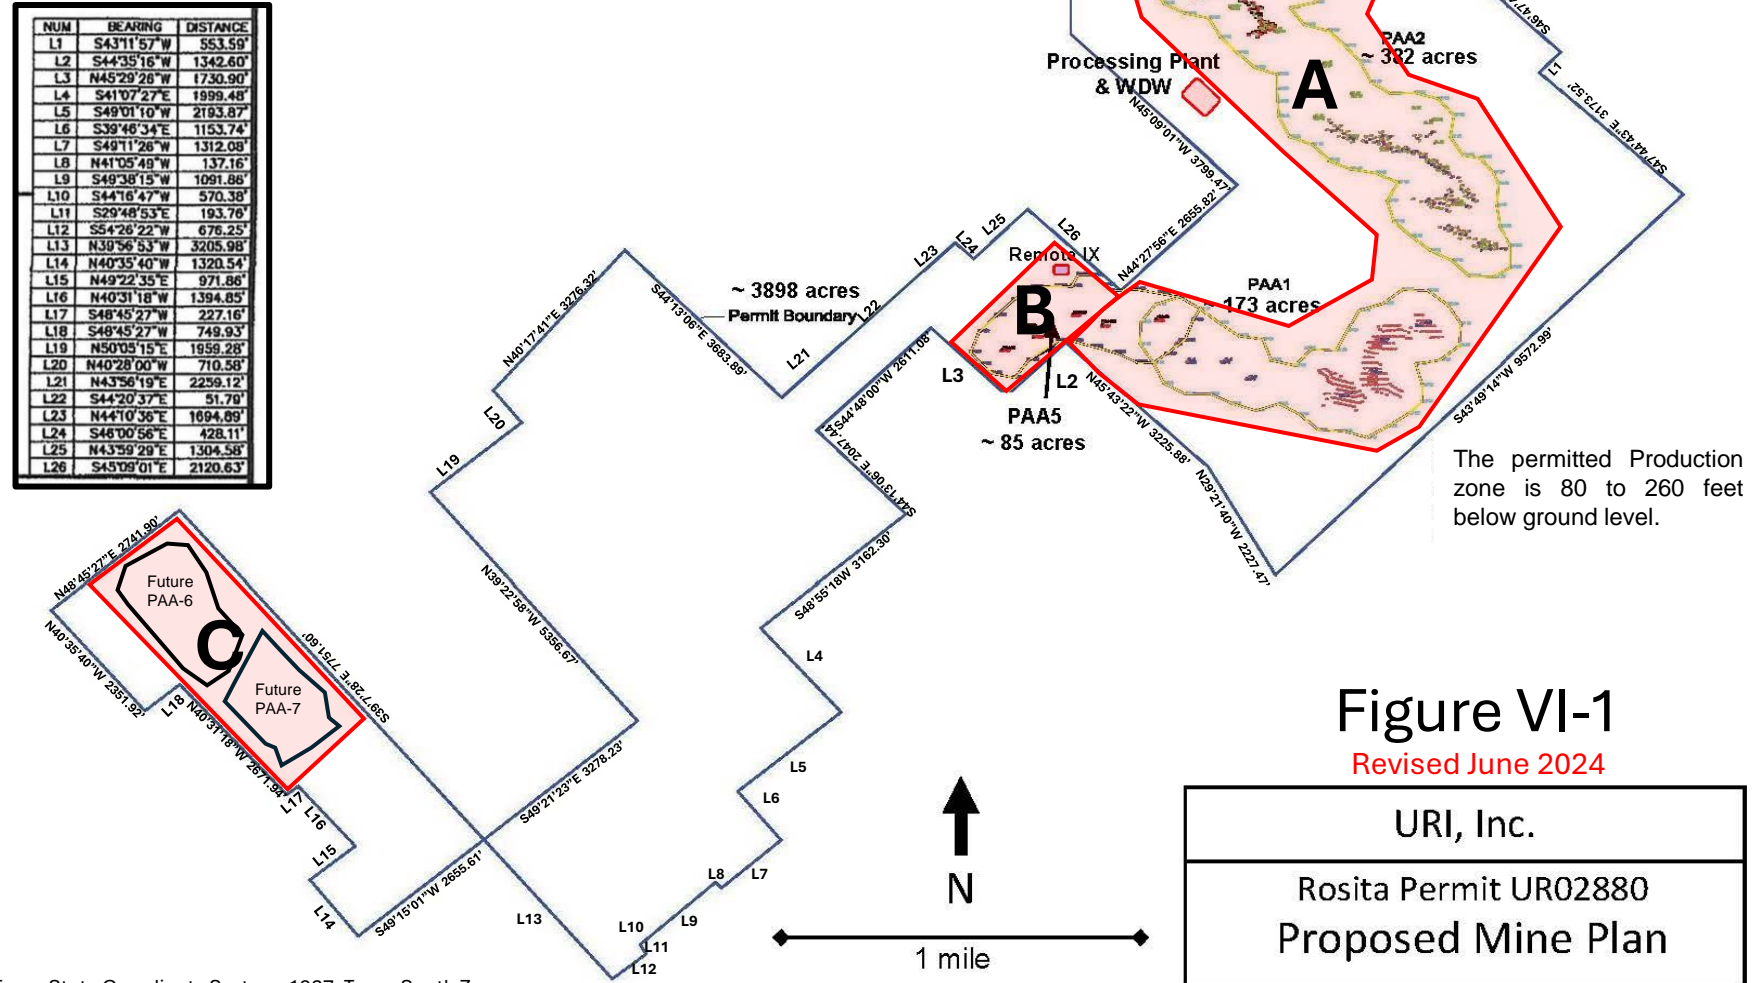 NUM BEARING DISTANCE
L1 S43°11'57"W 553.59'
L2 S44°35'16"W 1342.60'
L3 N45°29'26"W 1730.90'
L4 S41°07'27"E 1999.48'
L5 S49°01'10"W 2193.87'
L6 S39°46'34"E 1153.74'
L7 S49°11'26"W 1312.08'
L8 N41°05'49"W 137.16'
L9 S49°38'15"W 1091.86'
L10 S44°16'47"W 570.38'
L11 S29°48'53"E 193.76'
L12 S54°26'22"W 676.25'
L13 N39°56'53"W 3205.98'
L14 N40°35'40"W 1320.54'
L15 N49°22'35"E 971.86'
L16 N40°31'18"W 1394.85'
L17 S48°45'27"W 227.16'
L18 S48°45'27"W 749.93'
L19 N50°05'15"E 1959.28'
L20 N40°28'00"W 710.58'
L21 N43°56'19"E 2259.12'
L22 S44°20'37"E 51.79'
L23 N44°10'36"E 1694.89'
L24 S46°00'56"E 428.11'
L25 N43°59'29"E 1304.58'
L26 S45°09'01"E 2120.63'
L1
S47°44'43"E 3173.52'
PAA2
~ 332 acres
A
Processing Plant
& WDW
N45°09'01"W 3799.47'
N44°27'56"E 2655.82'
L26
L25
L24
L23
L22
L21
Remote IX
B
PAA1
~ 173 acres
~ 3898 acres
Permit Boundary
N40°17'41"E 3276.32'
S44°13'06"E 3683.89'
S44°48'00"W 2611.08'
L3
L2
PAA5
~ 85 acres
N45°43'22"W 3225.88'
N29°21'40"W 2227.47'
S43°49'14"W 9572.99'
The permitted Production
zone is 80 to 260 feet
below ground level.
S44°13'06"E 2047.44'
S48°55'18W 3162.30'
L20
L19
N39°22'58"W 5356.67'
N48°45'27"E 2741.90'
Future
PAA-6
C
Future
PAA-7
N40°35'40"W 2351.92'
L18
N40°31'18"W 2671.94'
S39°17'28"E 7751.60'
L17
L16
L15
L14
S49°15'01"W 2655.61'
S49°21'23"E 3278.23'
L4
L5
L6
L7
L8
L9
L10
L11
L12
L13
N
1 mile
Figure VI-1
Revised June 2024
URI, Inc.
Rosita Permit UR02880
Proposed Mine Plan